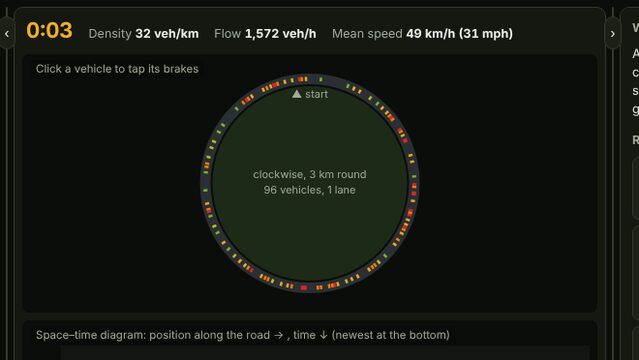 0:03 Density 32 veh/km Flow 1,572 veh/h Mean speed 49 km/h (31 mph)
Click a vehicle to tap its brakes
▲ start
clockwise, 3 km round
96 vehicles, 1 lane
Space–time diagram: position along the road → , time ↓ (newest at the bottom)